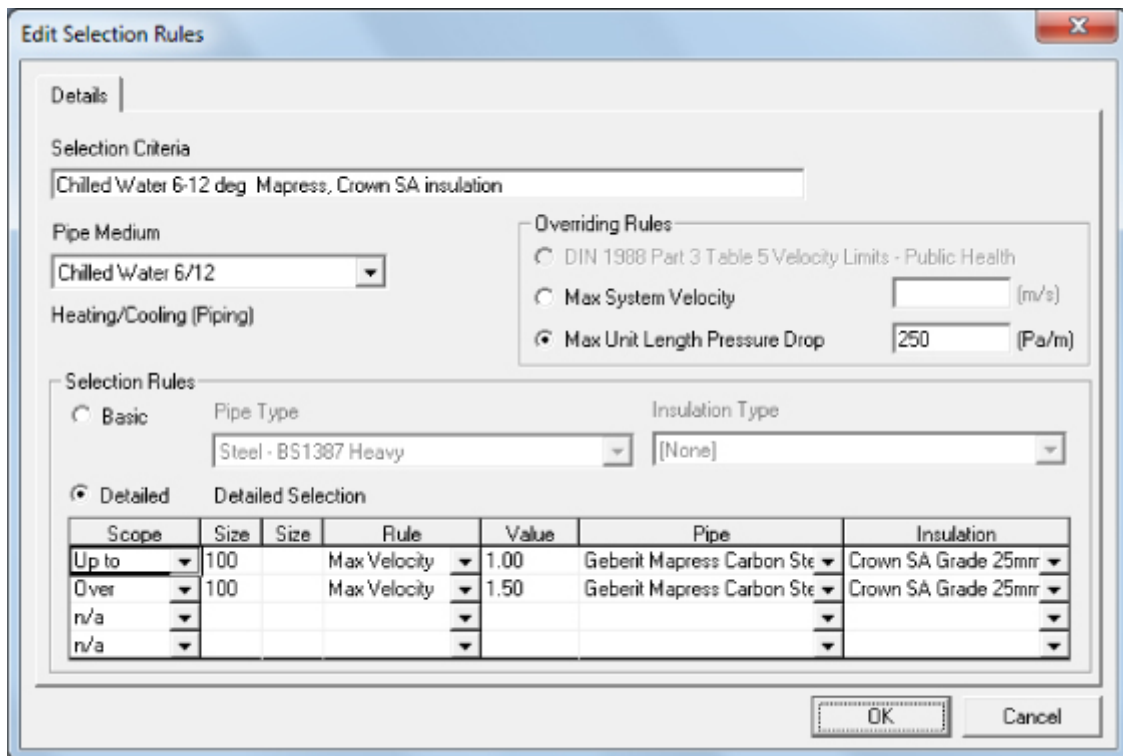 Edit Selection Rules
Details
Selection Criteria
Chilled Water 6-12 deg  Mapress, Crown SA insulation
Pipe Medium
Chilled Water 6/12
Heating/Cooling (Piping)
Overriding Rules
DIN 1988 Part 3 Table 5 Velocity Limits - Public Health
Max System Velocity (m/s)
Max Unit Length Pressure Drop 250 (Pa/m)
Selection Rules
Basic Pipe Type Insulation Type
Steel - BS1387 Heavy [None]
Detailed Detailed Selection
Scope Size Size Rule Value Pipe Insulation
Up to 100 Max Velocity 1.00 Geberit Mapress Carbon Ste Crown SA Grade 25mm
Over 100 Max Velocity 1.50 Geberit Mapress Carbon Ste Crown SA Grade 25mm
n/a
n/a
OK Cancel